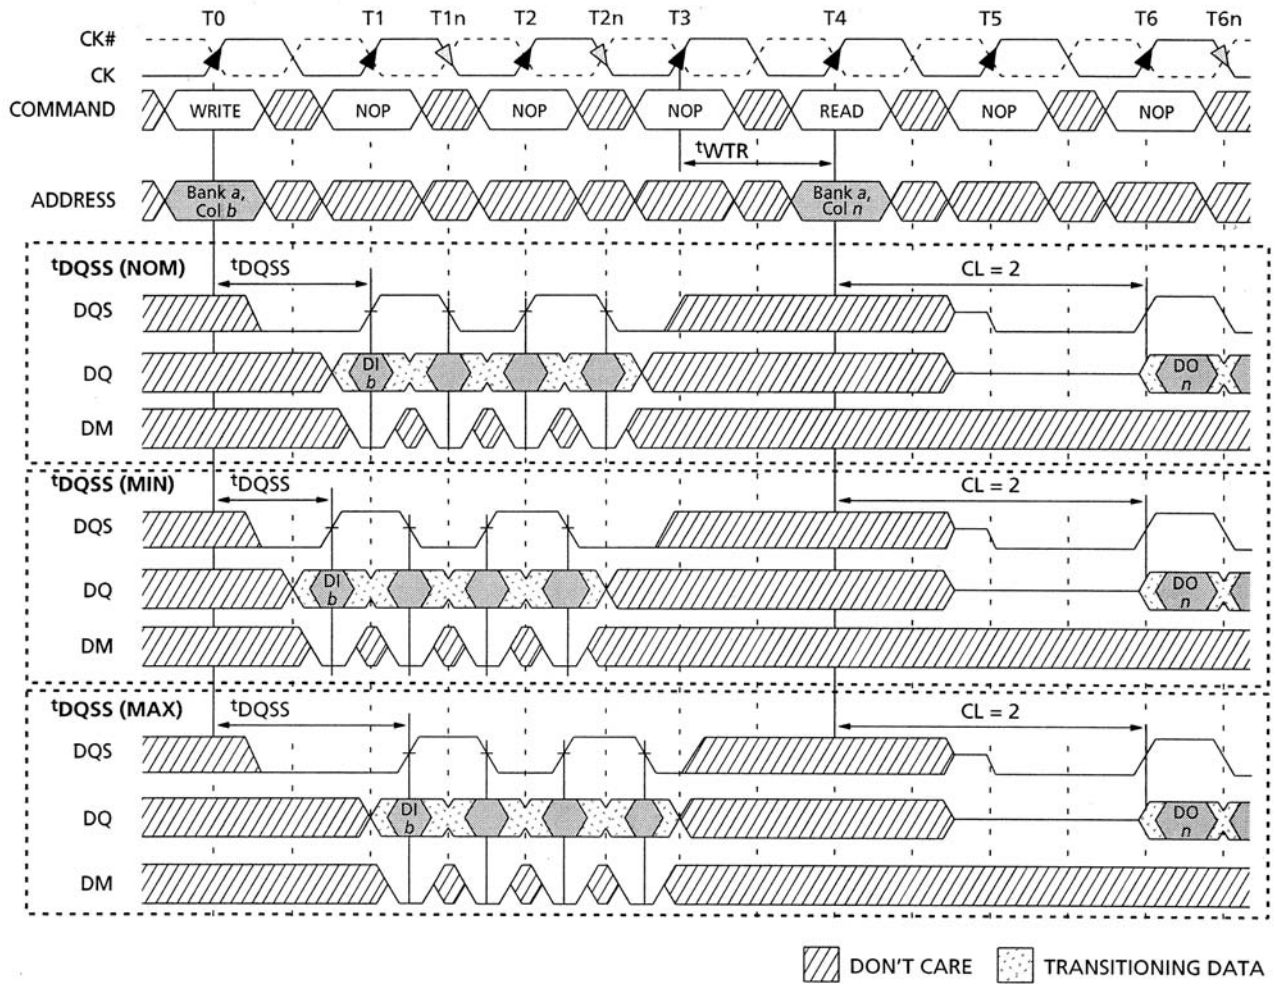 T0 T1 T1n T2 T2n T3 T4 T5 T6 T6n
CK#
CK
COMMAND WRITE NOP NOP NOP READ NOP NOP
tWTR
ADDRESS Bank a, Col b Bank a, Col n
tDQSS (NOM) tDQSS CL = 2
DQS
DQ DI b DO n
DM
tDQSS (MIN) tDQSS CL = 2
DQS
DQ DI b DO n
DM
tDQSS (MAX) tDQSS CL = 2
DQS
DQ DI b DO n
DM
DON'T CARE TRANSITIONING DATA